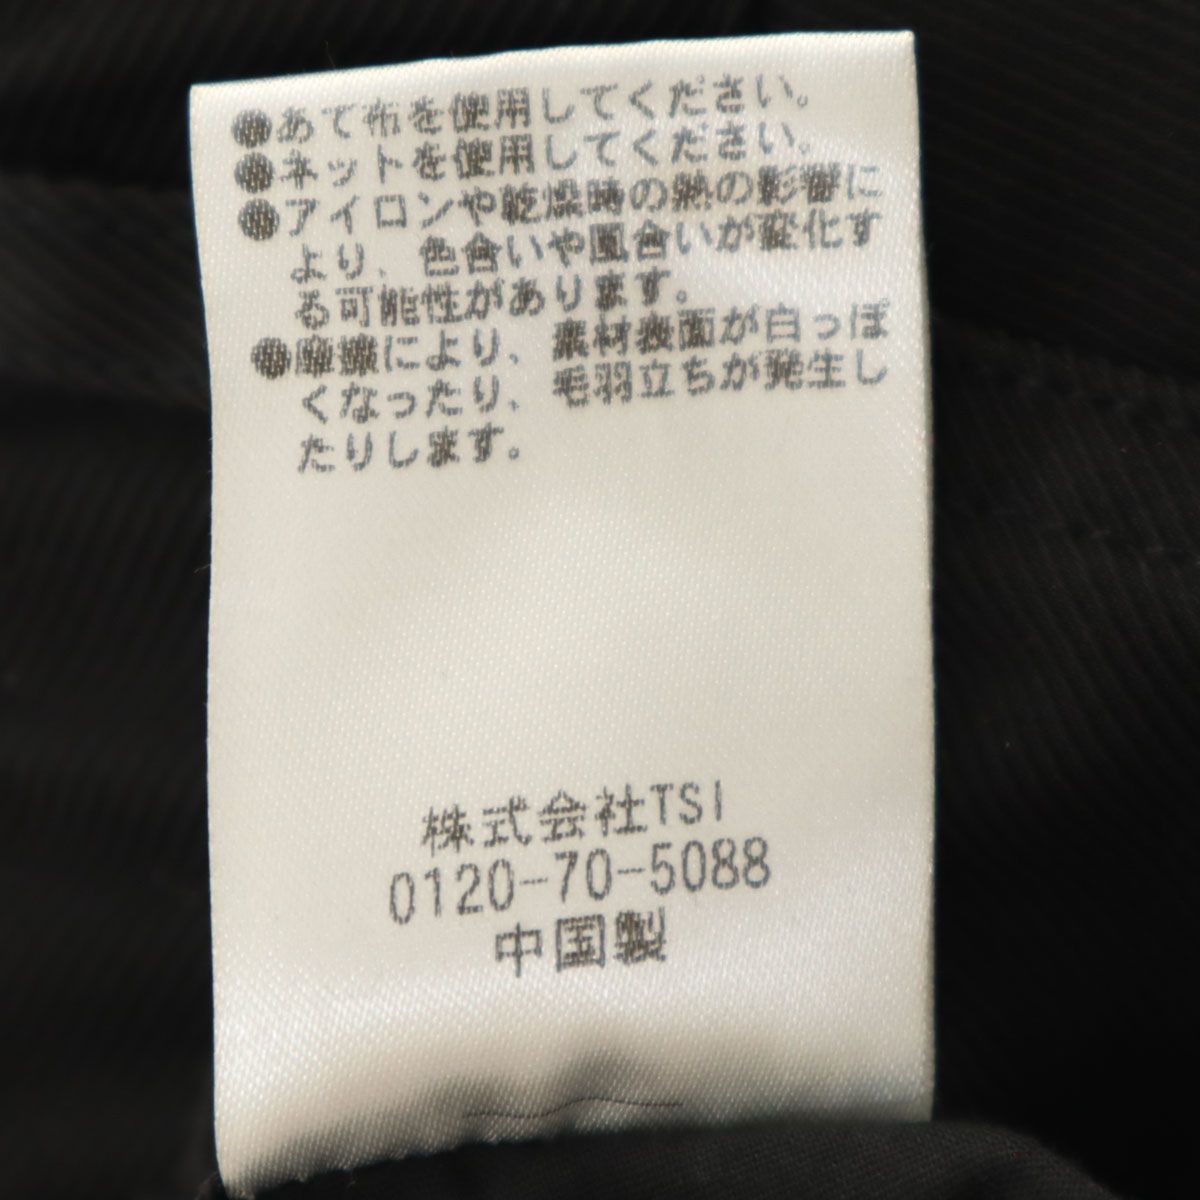 ●あて布を使用してください。
●ネットを使用してください。
●アイロンや乾燥時の熱の影響に
より、色合いや風合いが変化す
る可能性があります。
●摩擦により、素材表面が白っぽ
くなったり、毛羽立ちが発生し
たりします。
株式会社TSI
0120-70-5088
中国製